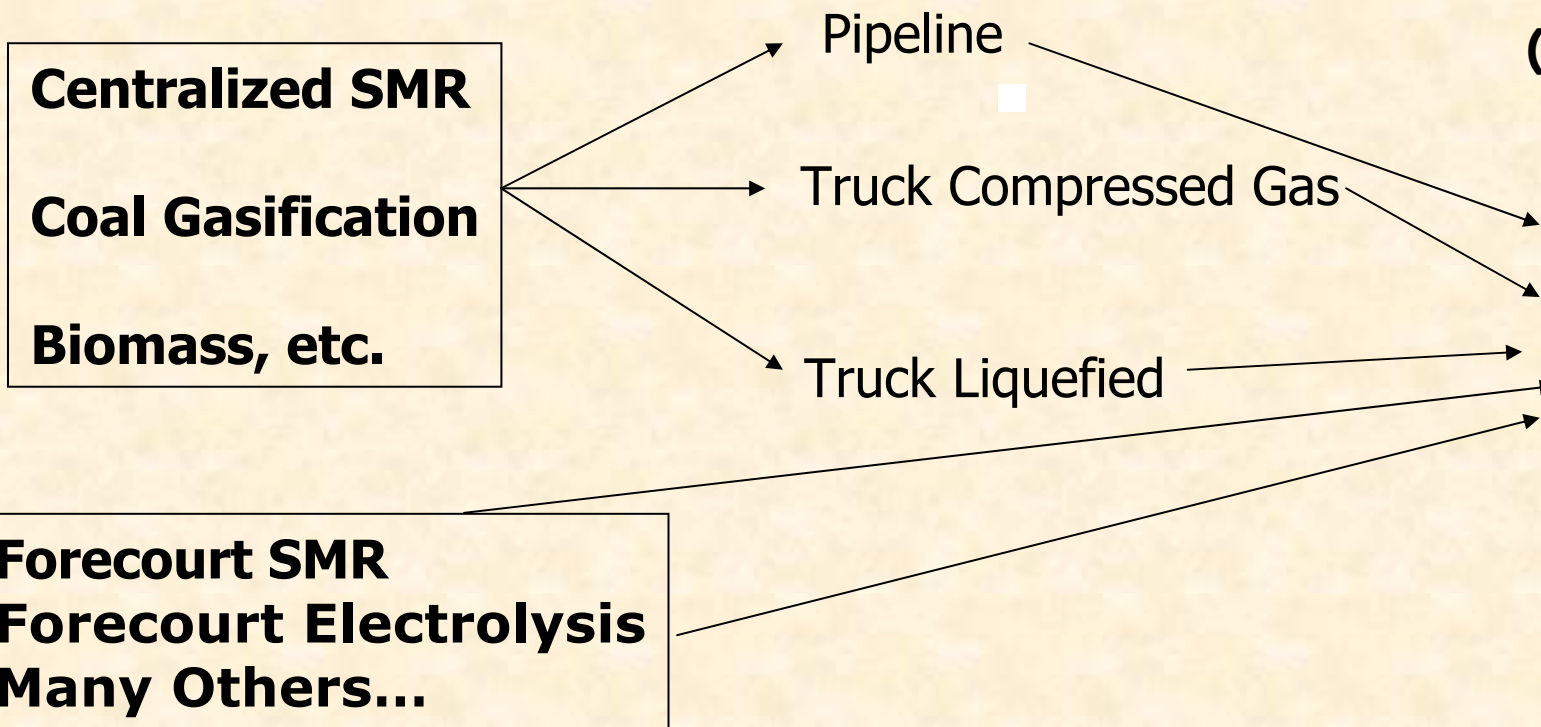 Pipeline
(
Centralized SMR
Truck Compressed Gas
Coal Gasification
Biomass, etc.
Truck Liquefied
Forecourt SMR
Forecourt Electrolysis
Many Others...